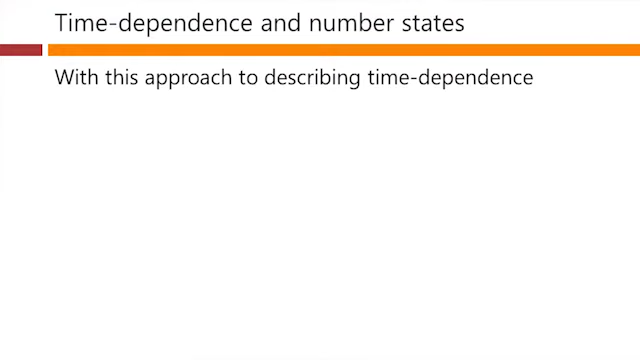 Time-dependence and number states
With this approach to describing time-dependence